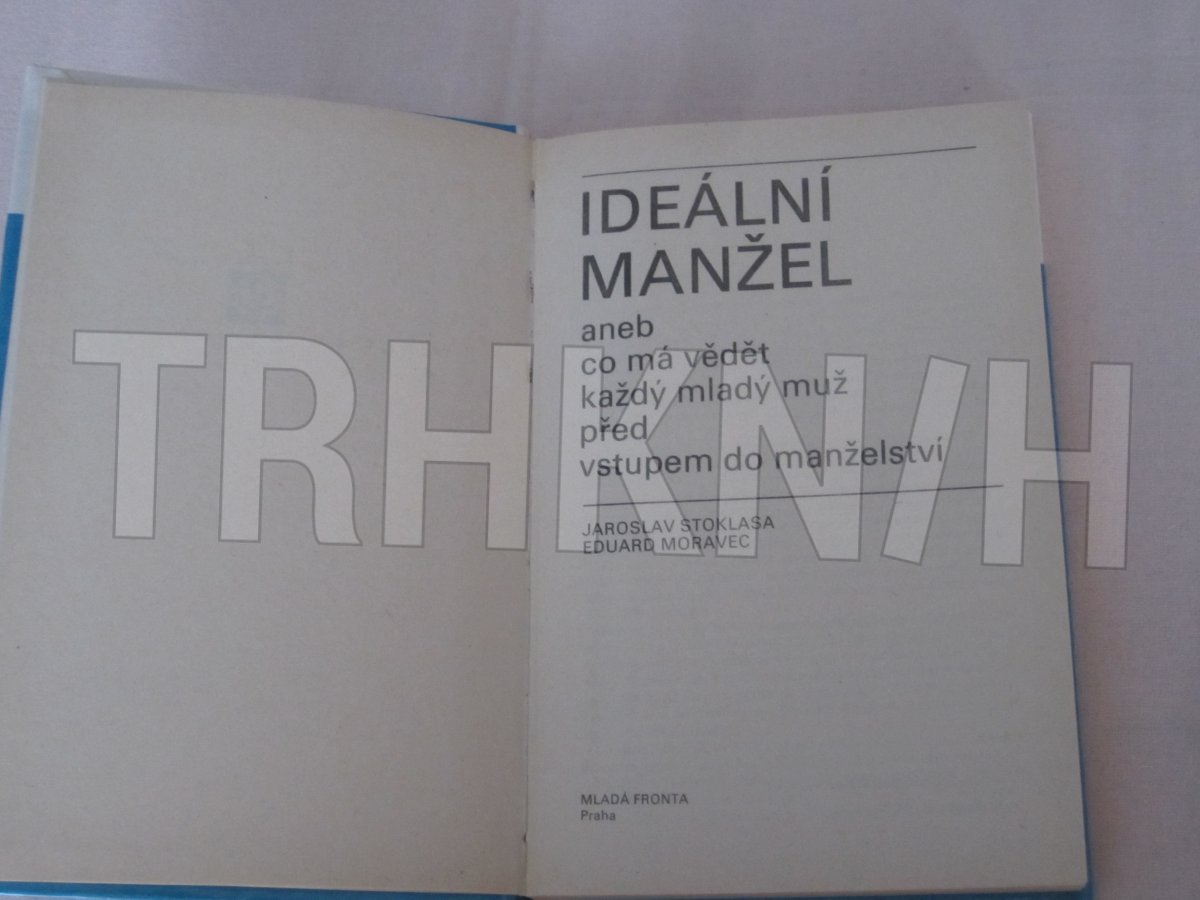 IDEÁLNÍ
MANŽEL
aneb
co má vědět
každý mladý muž
před
vstupem do manželství
JAROSLAV STOKLASA
EDUARD MORAVEC
TRHKNIH
MLADÁ FRONTA
Praha